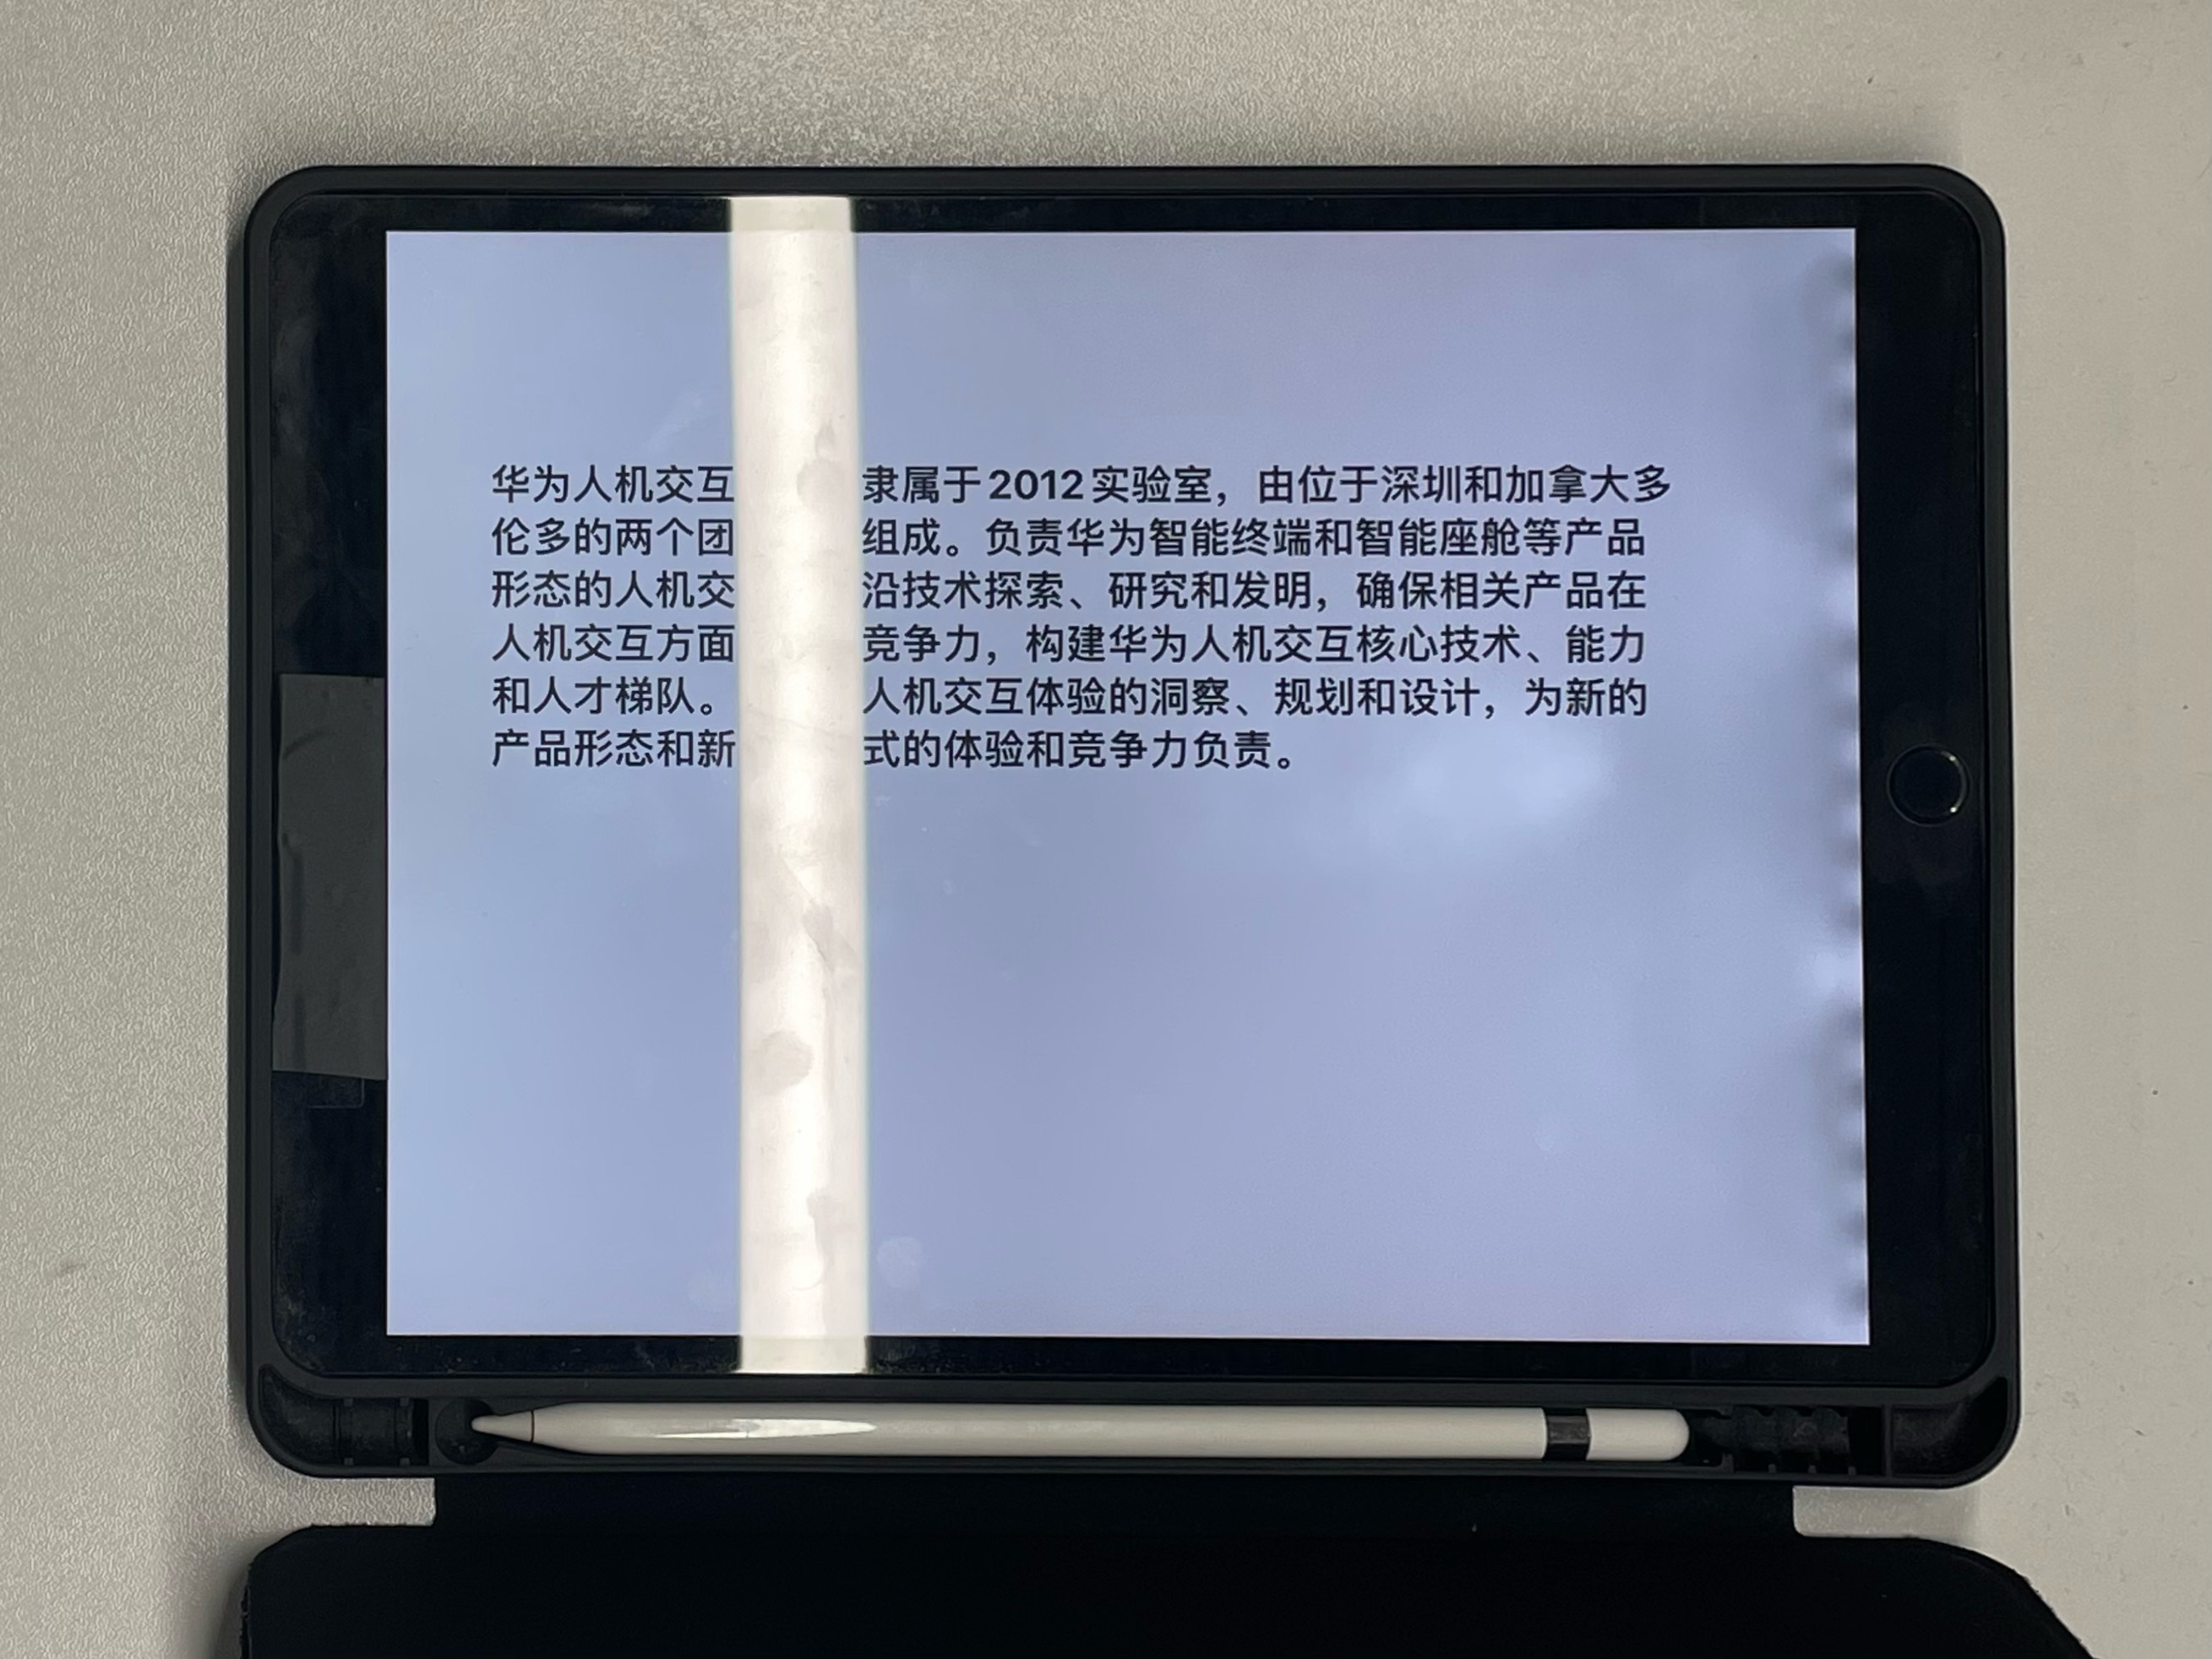 华为人机交互 隶属于2012实验室，由位于深圳和加拿大多
伦多的两个团 组成。负责华为智能终端和智能座舱等产品
形态的人机交 沿技术探索、研究和发明，确保相关产品在
人机交互方面 竞争力，构建华为人机交互核心技术、能力
和人才梯队。 人机交互体验的洞察、规划和设计，为新的
产品形态和新 式的体验和竞争力负责。